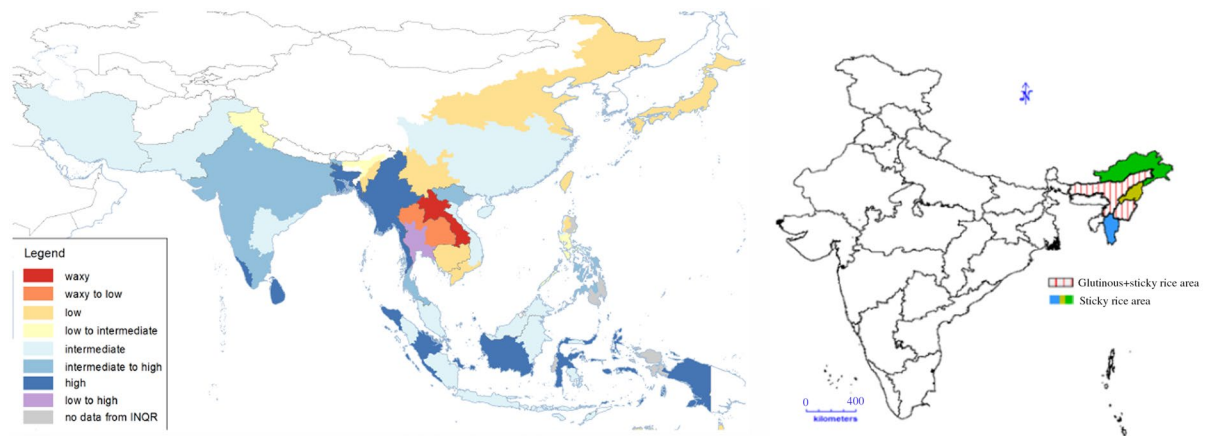 Legend
waxy
waxy to low
low
low to intermediate
intermediate
intermediate to high
high
low to high
no data from INQR
Glutinous+sticky rice area
Sticky rice area
0 400
kilometers